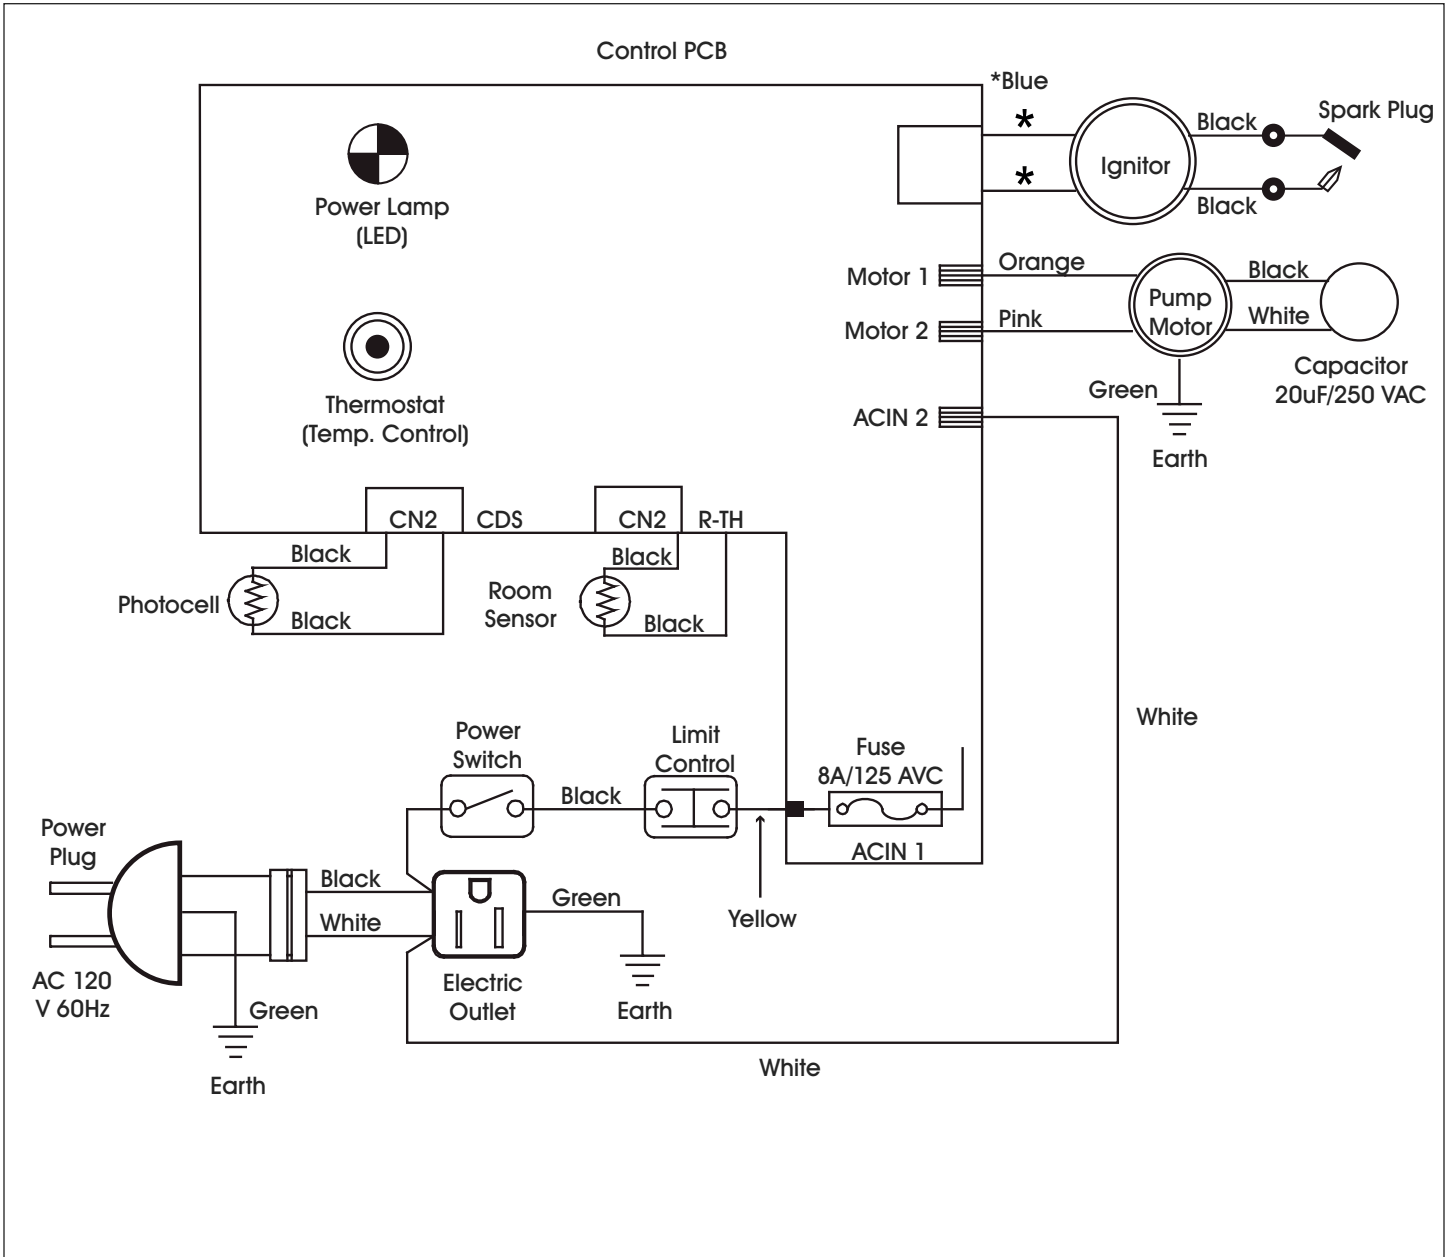 Control PCB
*Blue
*
*
Ignitor
Black
Black
Spark Plug
Power Lamp
(LED)
Motor 1
Orange
Motor 2
Pink
Pump
Motor
Black
White
Capacitor
20uF/250 VAC
Green
Earth
Thermostat
(Temp. Control)
ACIN 2
CN2
CDS
CN2
R-TH
Black
Photocell
Black
Black
Room
Sensor
Black
White
Power
Switch
Black
Limit
Control
Fuse
8A/125 AVC
ACIN 1
Yellow
Power
Plug
Black
White
Green
AC 120
V 60Hz
Green
Earth
Electric
Outlet
Earth
White